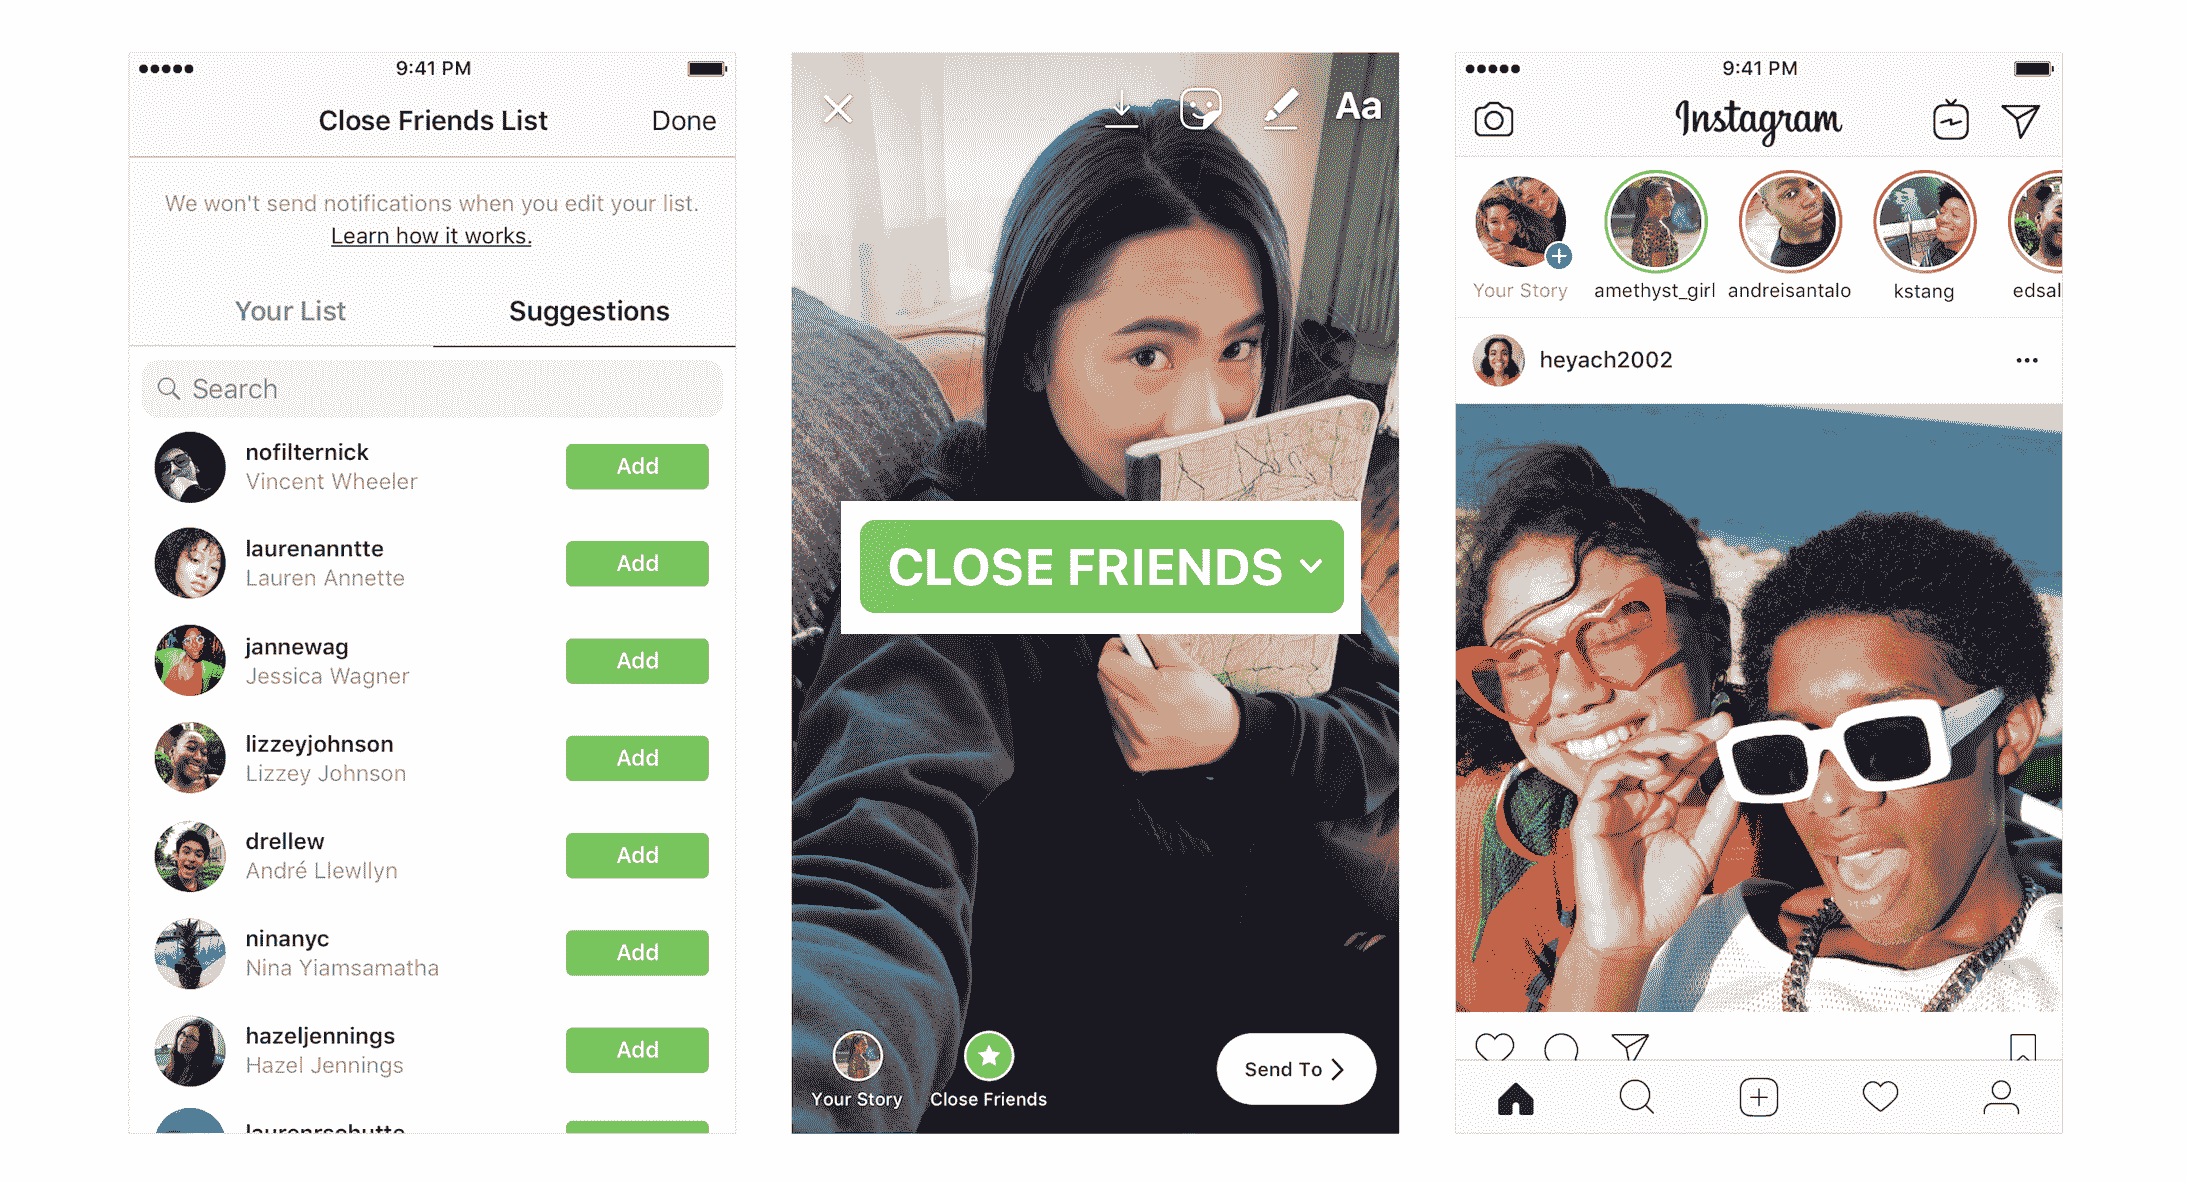 9:41 PM
Close Friends List
Done
We won't send notifications when you edit your list.
Learn how it works.
Your List
Suggestions
Search
nofilternick
Vincent Wheeler
Add
laurenanntte
Lauren Annette
Add
jannewag
Jessica Wagner
Add
lizzeyjohnson
Lizzey Johnson
Add
drellew
André Llewllyn
Add
ninanyc
Nina Yiamsamatha
Add
hazeljennings
Hazel Jennings
Add
Aa
CLOSE FRIENDS
Your Story
Close Friends
Send To
9:41 PM
Instagram
Your Story
amethyst_girl
andreisantalo
kstang
edsal
heyach2002